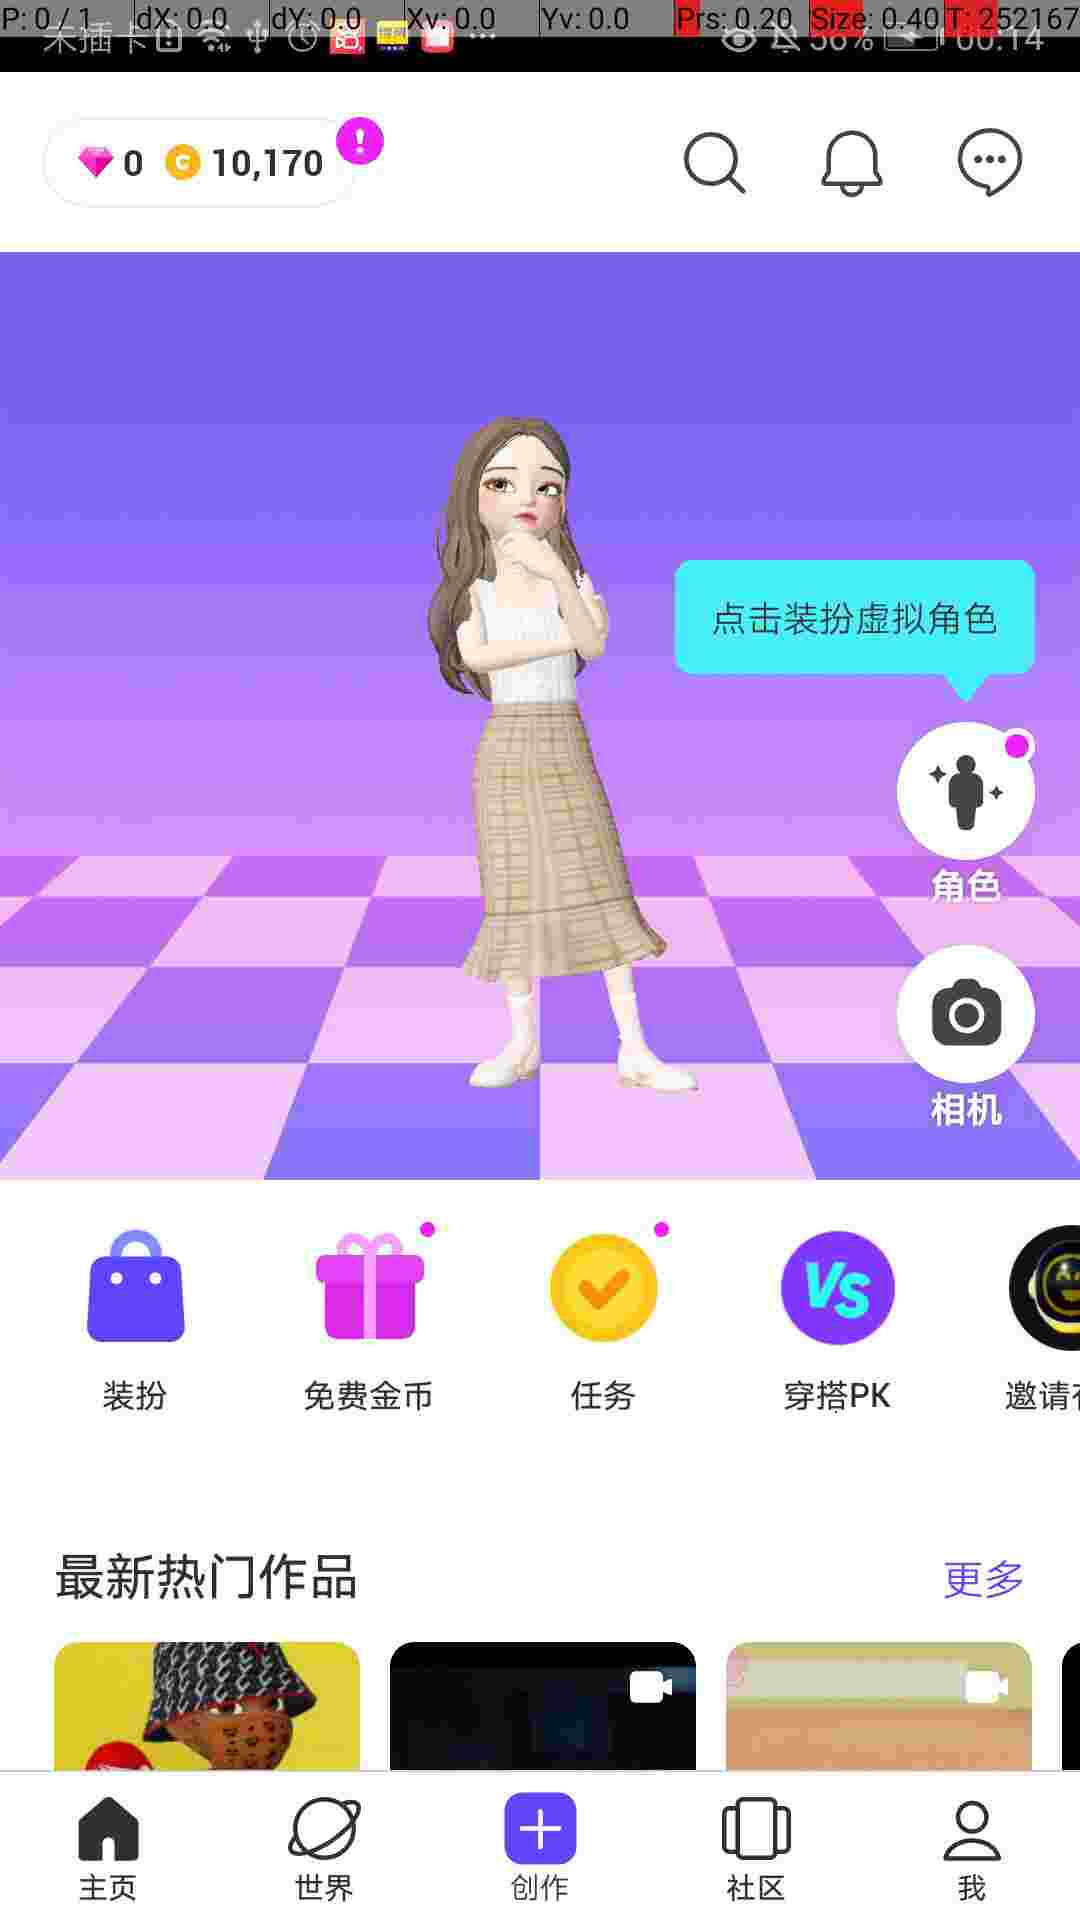 P: 0 / 1 dX: 0.0 dY: 0.0 Xv: 0.0 Yv: 0.0 Prs: 0.20 Size: 0.40 T: 252167
未插卡 56% 00:14
0 C 10,170 !
点击装扮虚拟角色
角色
相机
VS
装扮 免费金币 任务 穿搭PK 邀请
最新热门作品 更多
主页 世界 创作 社区 我